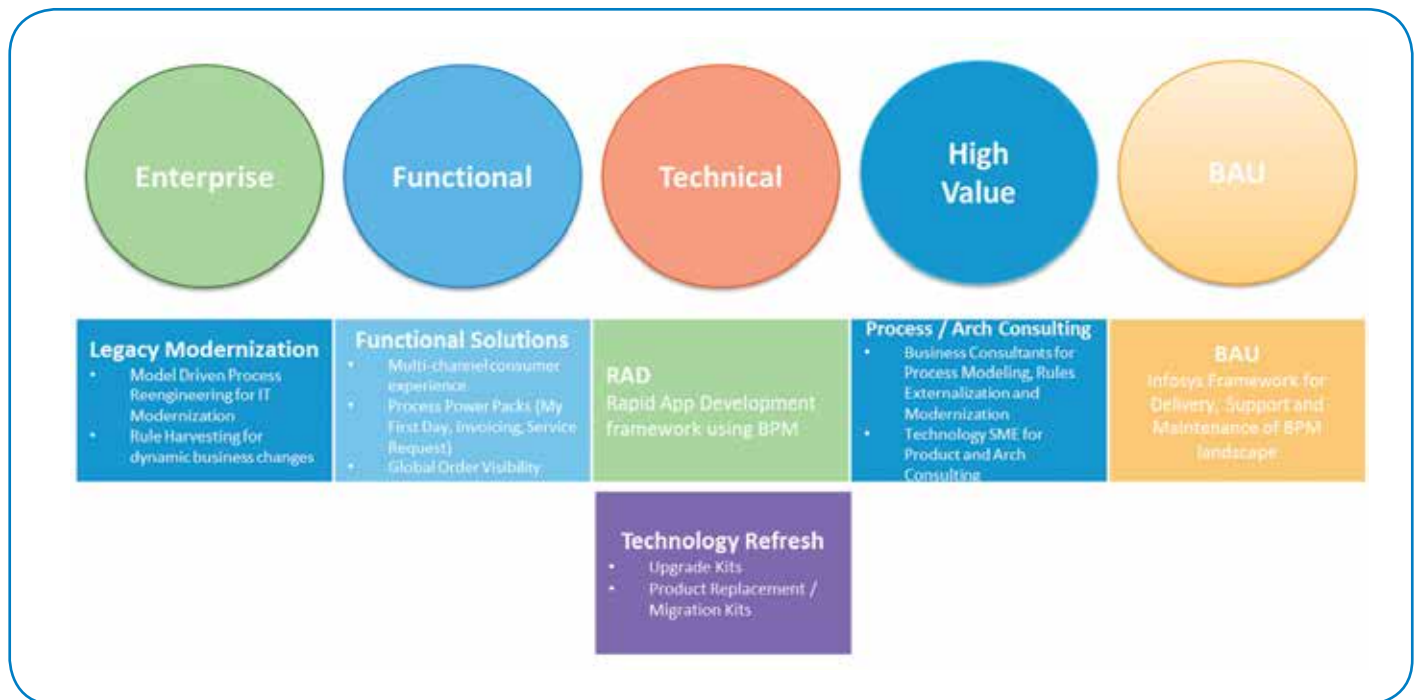 Enterprise
Functional
Technical
High
Value
BAU
Legacy Modernization
• Model Driven Process
Reengineering for IT
Modernization
• Rule Harvesting for
dynamic business changes
Functional Solutions
• Multi-channel consumer
experience
• Process Power Packs (My
First Day, Invoicing, Service
Request)
• Global Order Visibility
RAD
Rapid App Development
framework using BPM
Process / Arch Consulting
• Business Consultants for
Process Modeling, Rules
Externalization and
Modernization
• Technology SME for
Product and Arch
Consulting
BAU
Infosys Framework for
Delivery, Support and
Maintenance of BPM
landscape
Technology Refresh
• Upgrade Kits
• Product Replacement /
Migration Kits